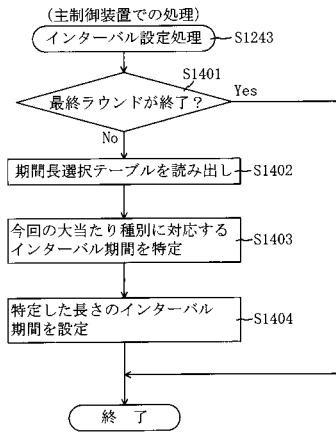 (主制御装置での処理)
インターバル設定処理
S1243
S1401
最終ラウンドが終了?
Yes
No
期間長選択テーブルを読み出し
S1402
今回の大当たり種別に対応する
インターバル期間を特定
S1403
特定した長さのインターバル
期間を設定
S1404
終 了